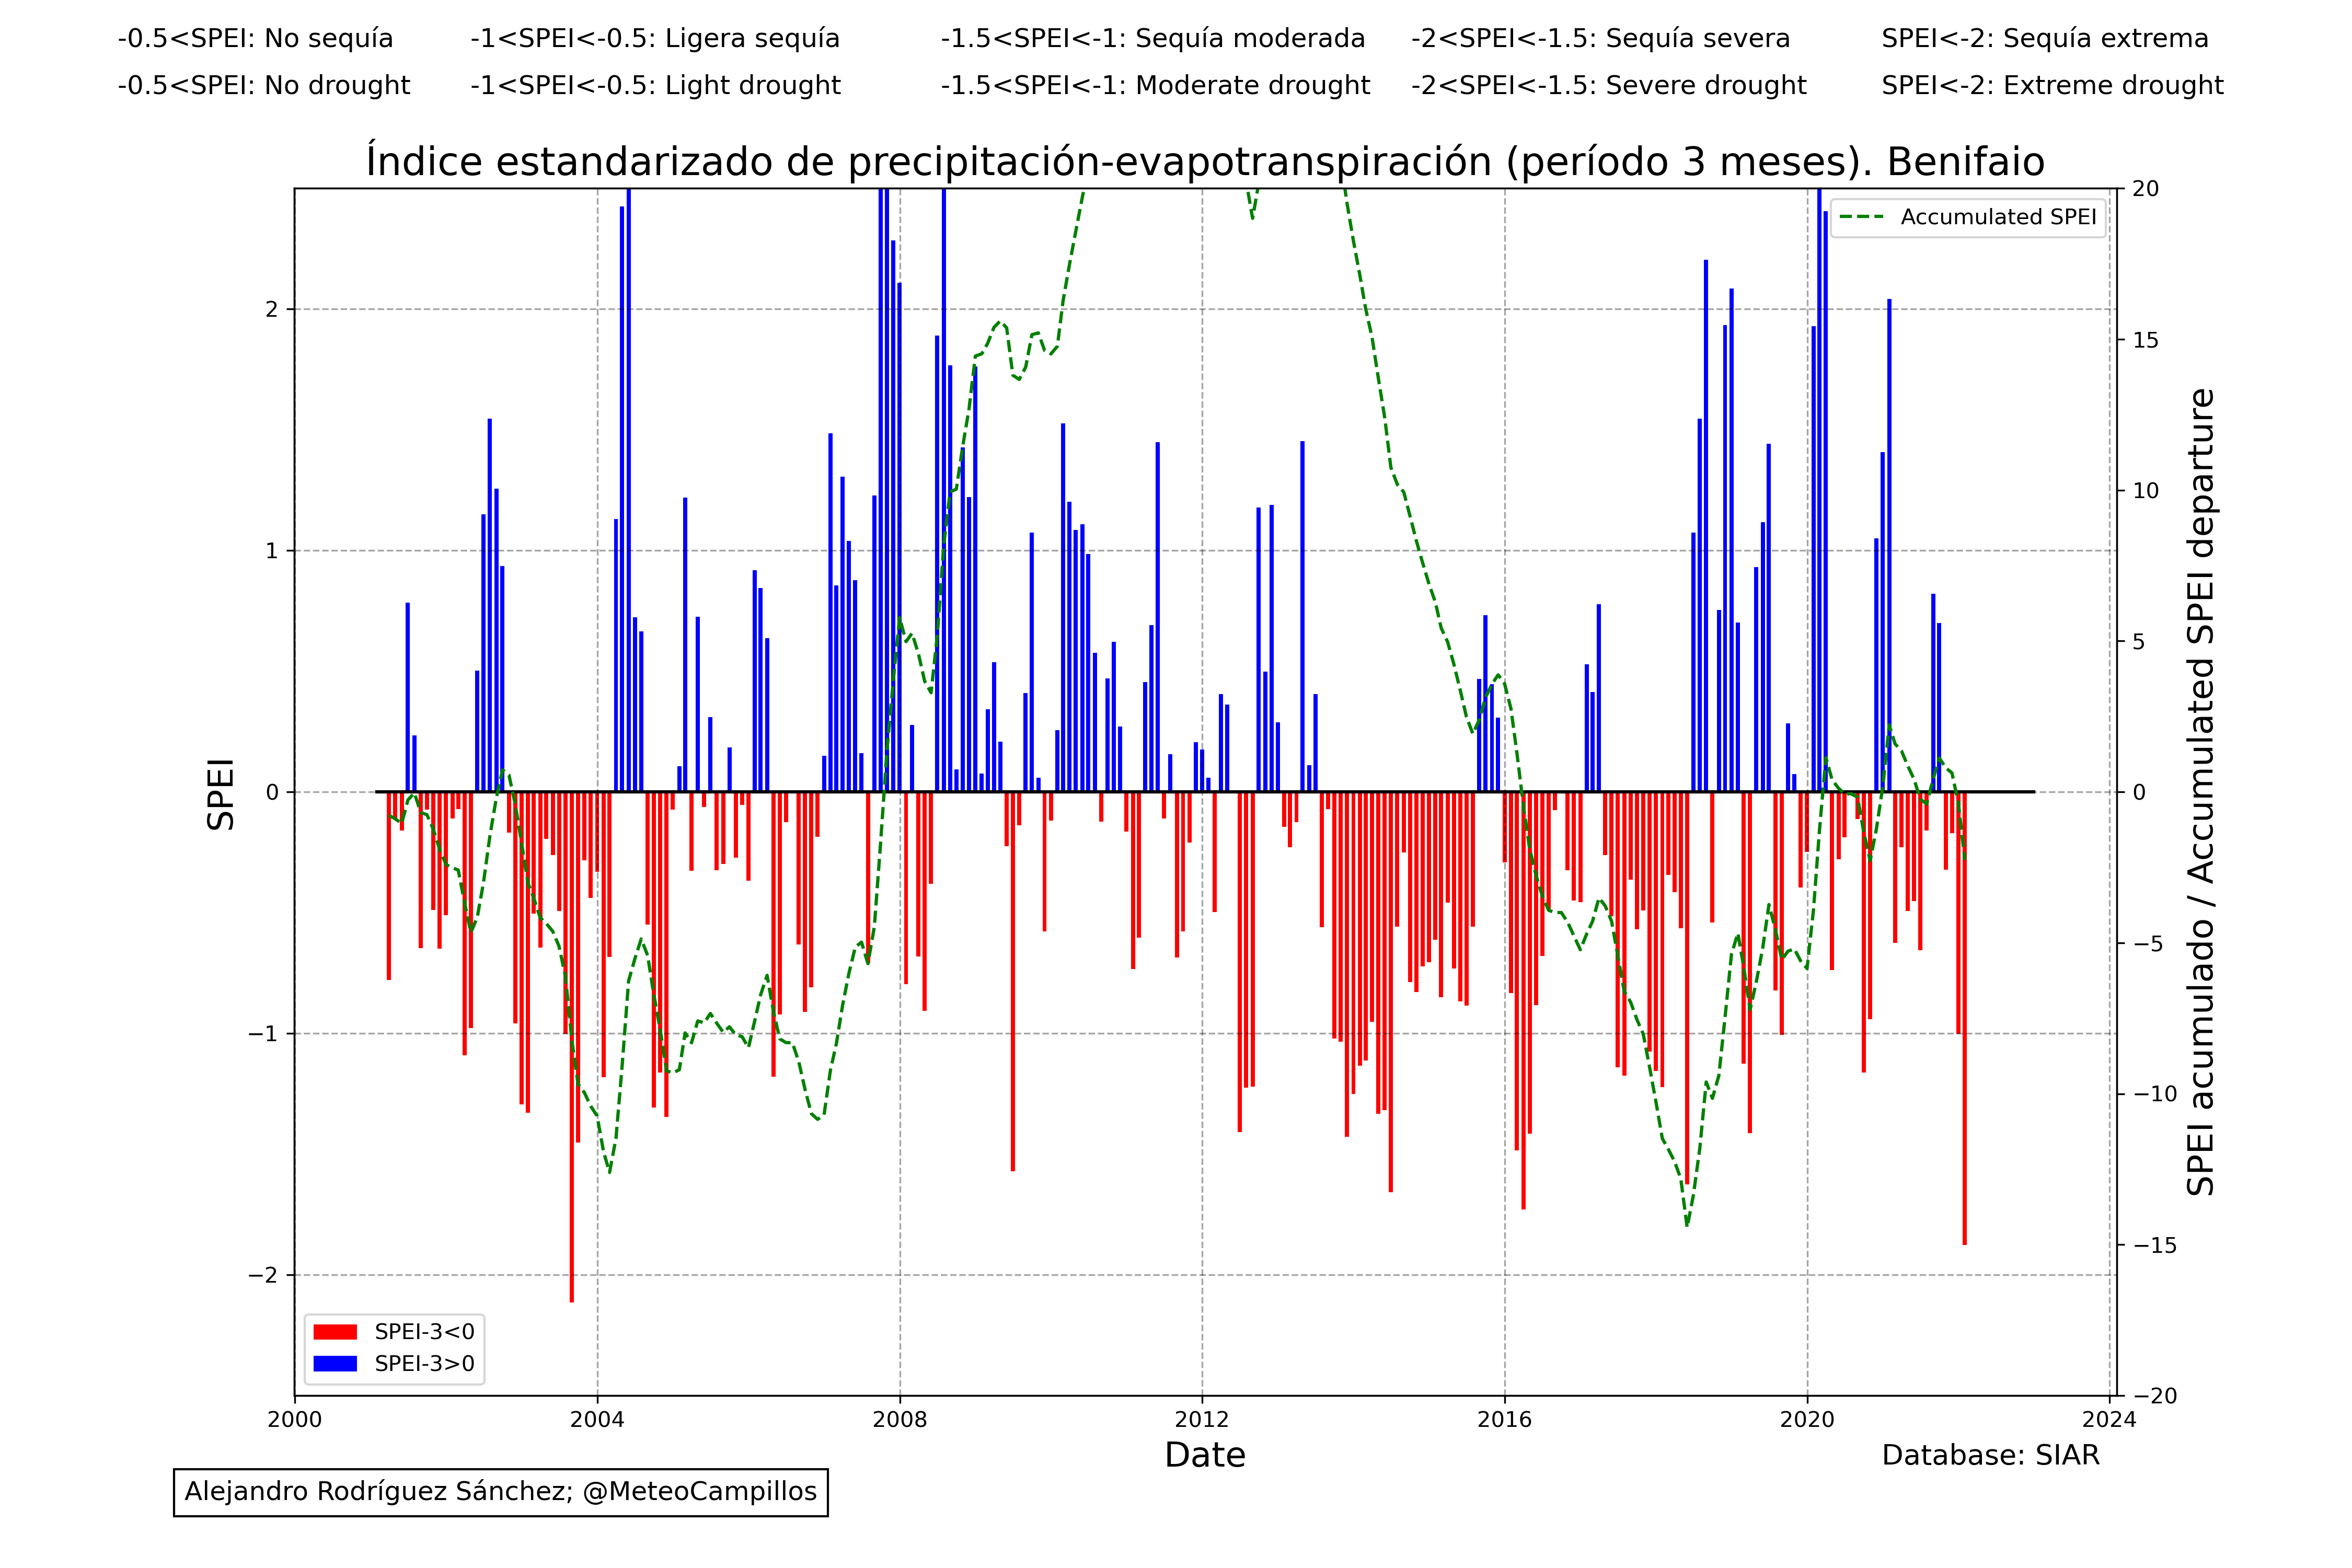 -0.5<SPEI: No sequía -1<SPEI<-0.5: Ligera sequía -1.5<SPEI<-1: Sequía moderada -2<SPEI<-1.5: Sequía severa SPEI<-2: Sequía extrema
-0.5<SPEI: No drought -1<SPEI<-0.5: Light drought -1.5<SPEI<-1: Moderate drought -2<SPEI<-1.5: Severe drought SPEI<-2: Extreme drought
Índice estandarizado de precipitación-evapotranspiración (período 3 meses). Benifaio
Accumulated SPEI
SPEI
2
1
0
−1
−2
20
15
10
5
0
−5
−10
−15
−20
SPEI acumulado / Accumulated SPEI departure
SPEI-3<0
SPEI-3>0
2000 2004 2008 2012 2016 2020 2024
Date
Database: SIAR
Alejandro Rodríguez Sánchez; @MeteoCampillos